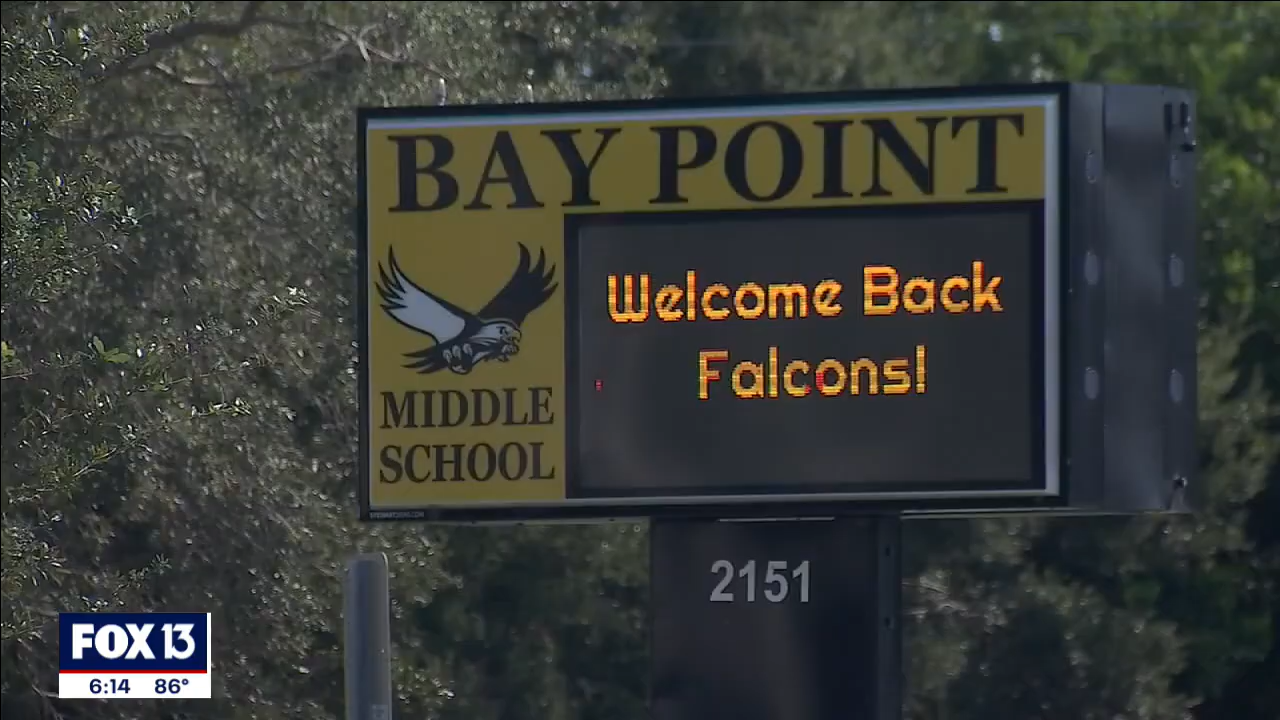 BAY POINT
Welcome Back
Falcons!
MIDDLE
SCHOOL
2151
FOX 13
6:14 86°